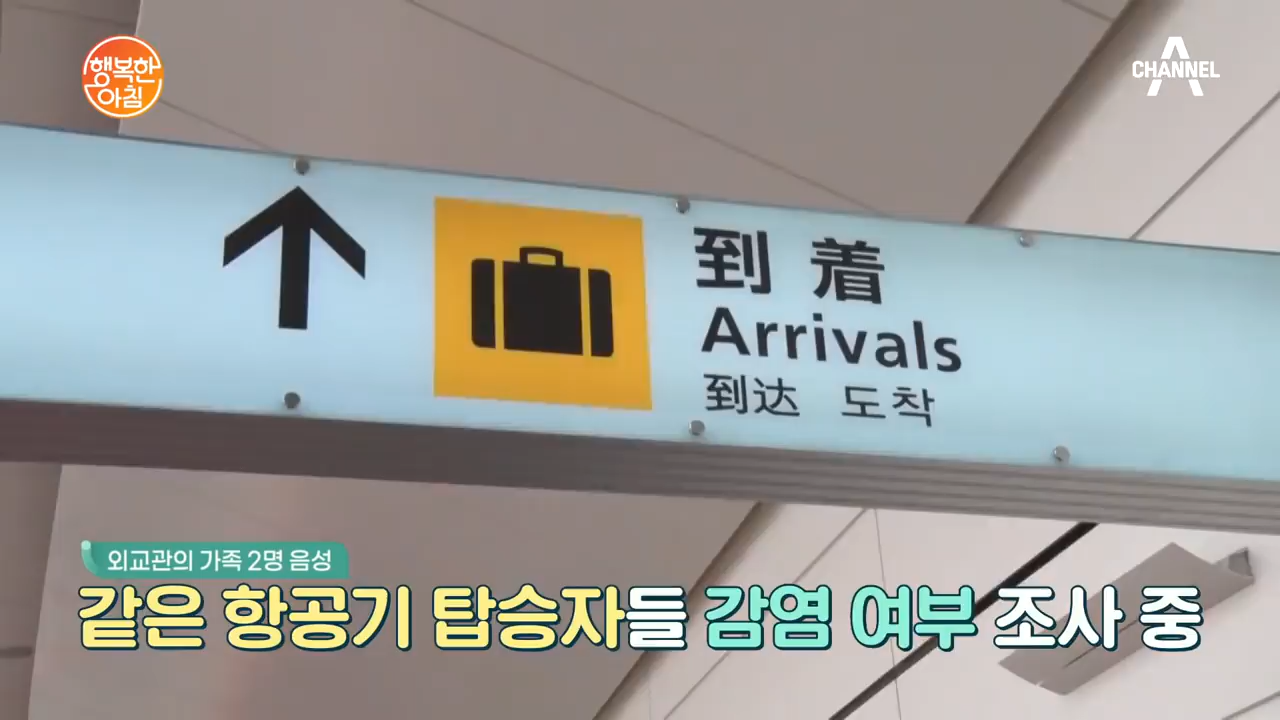 행복한
아침
CHANNEL A
到着
Arrivals
到达 도착
외교관의 가족 2명 음성
같은 항공기 탑승자들 감염 여부 조사 중